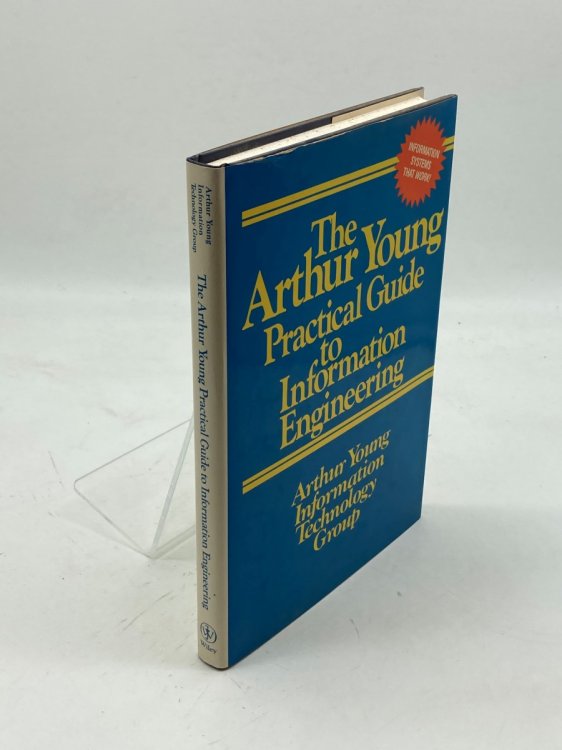 Arthur Young
Information
Technology Group
The Arthur Young Practical Guide to Information Engineering
Wiley
INFORMATION
SYSTEMS
THAT WORK!
The
Arthur Young
Practical Guide
to
Information
Engineering
Arthur Young
Information
Technology
Group